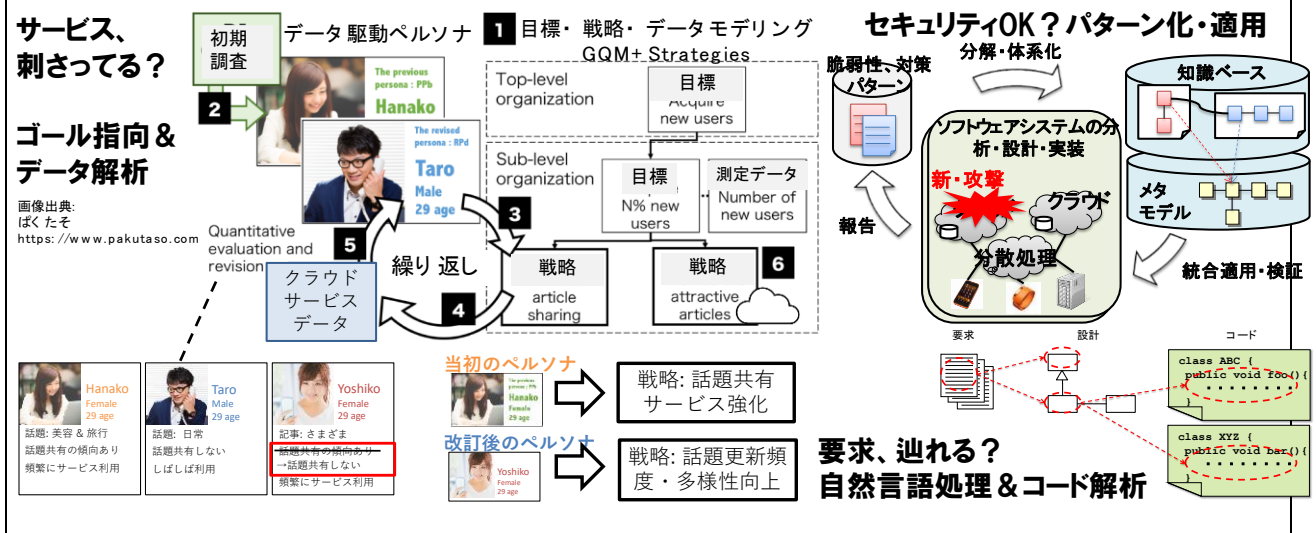 サービス、
刺さってる？
ゴール指向＆
データ解析
画像出典:
ぱくたそ
https://www.pakutaso.com
初期
調査
データ駆動ペルソナ
2
The previous
persona : PPb
Hanako
The revised
persona : RPd
Taro
Male
29 age
5
Quantitative
evaluation and
revision
クラウド
サービス
データ
繰り返し
3
4
1 目標・戦略・データモデリング
GQM+ Strategies
Top-level
organization
目標
Acquire
new users
Sub-level
organization
目標
N% new
users
測定データ
Number of
new users
戦略
article
sharing
戦略
attractive
articles
6
Hanako
Female
29 age
話題: 美容 & 旅行
話題共有の傾向あり
頻繁にサービス利用
Taro
Male
29 age
話題: 日常
話題共有しない
しばしば利用
Yoshiko
Female
29 age
記事: さまざま
話題共有の傾向あり
→話題共有しない
頻繁にサービス利用
当初のペルソナ
The previous
persona : PPb
Hanako
Female
29 age
戦略: 話題共有
サービス強化
改訂後のペルソナ
Yoshiko
Female
29 age
戦略: 話題更新頻
度・多様性向上
セキュリティOK？パターン化・適用
脆弱性、対策
パターン
分解・体系化
知識ベース
メタ
モデル
ソフトウェアシステムの分
析・設計・実装
新・攻撃
クラウド
分散処理
報告
統合適用・検証
要求
設計
コード
class ABC {
public void foo(){
}
class XYZ {
public void bar(){
}
要求、辿れる？
自然言語処理＆コード解析